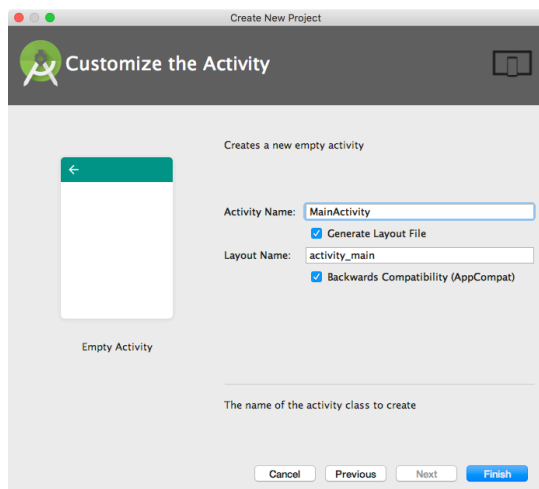 Create New Project
Customize the Activity
Creates a new empty activity
Activity Name: MainActivity
Generate Layout File
Layout Name: activity_main
Backwards Compatibility (AppCompat)
Empty Activity
The name of the activity class to create
Cancel Previous Next Finish